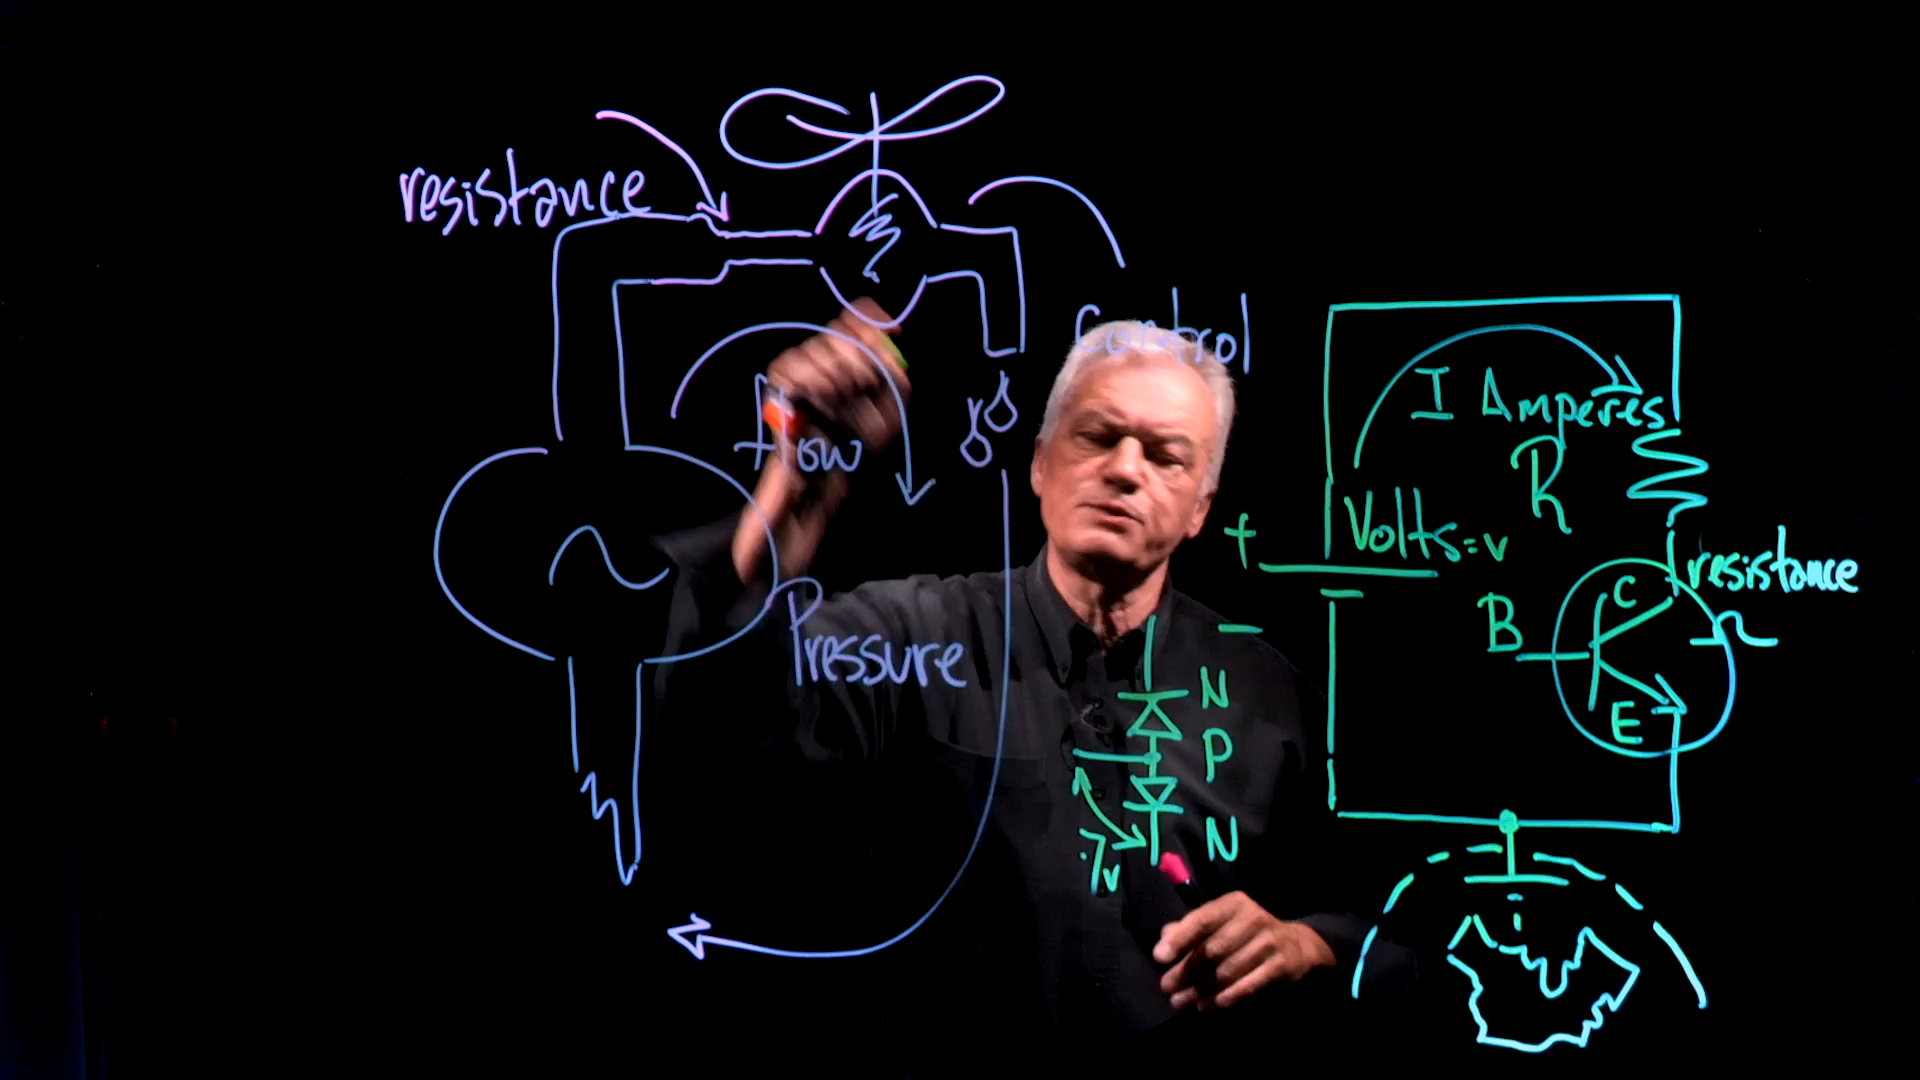 resistance
Control
flow
Pressure
I Amperes
R
Volts=v
+
-
resistance
B
C
E
N
P
N
.7v